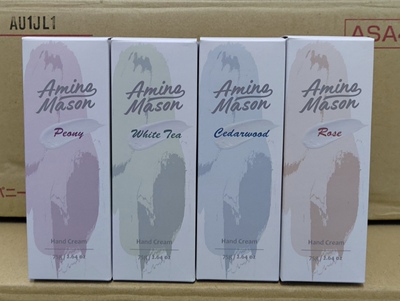 AU1JL1
ASA
Amino
Mason
Peony
Hand Cream
Amino
Mason
White Tea
Hand Cream
Amino
Mason
Cedarwood
Hand Cream
Amino
Mason
Rose
Hand Cream